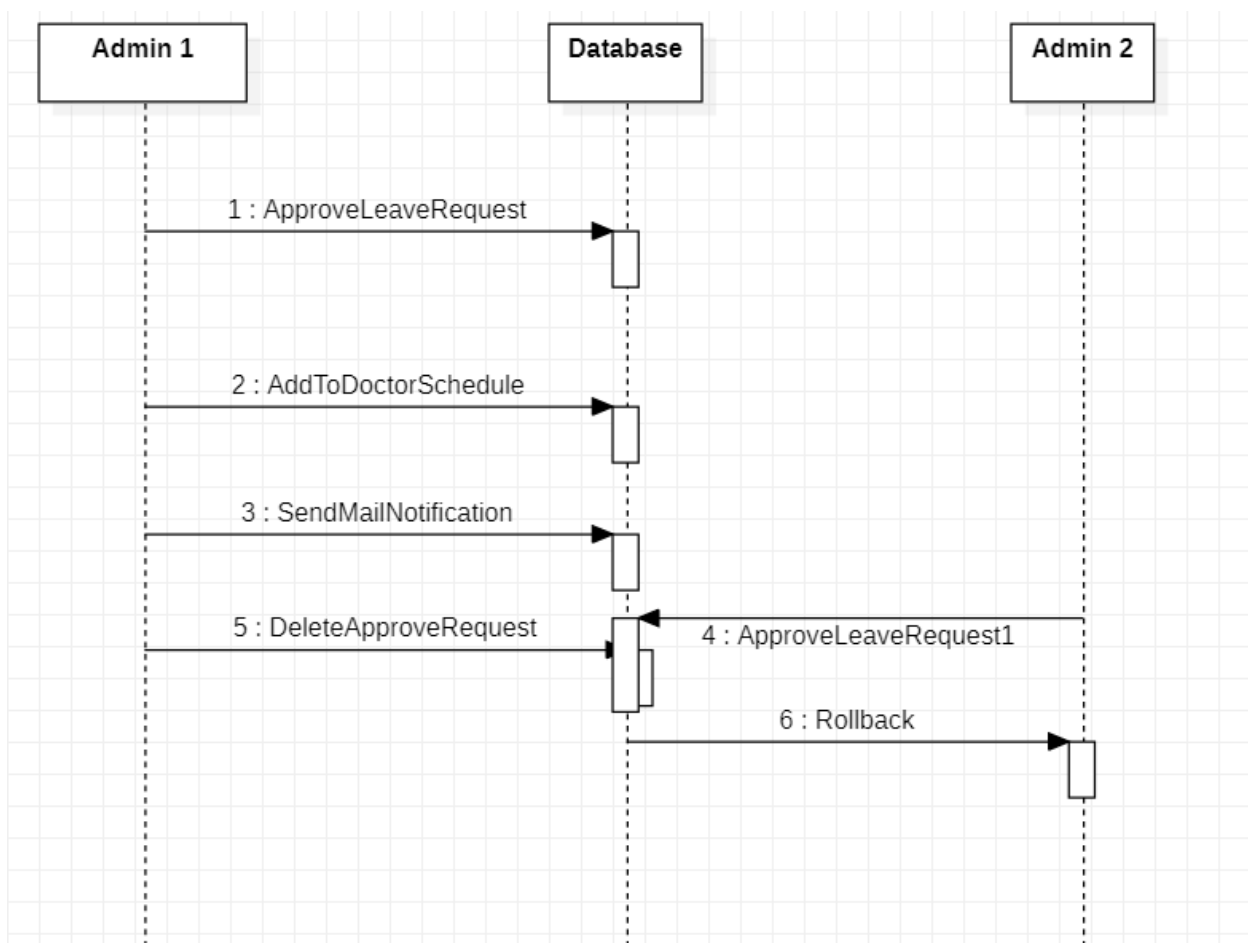 Admin 1
Database
Admin 2
1 : ApproveLeaveRequest
2 : AddToDoctorSchedule
3 : SendMailNotification
5 : DeleteApproveRequest
4 : ApproveLeaveRequest1
6 : Rollback